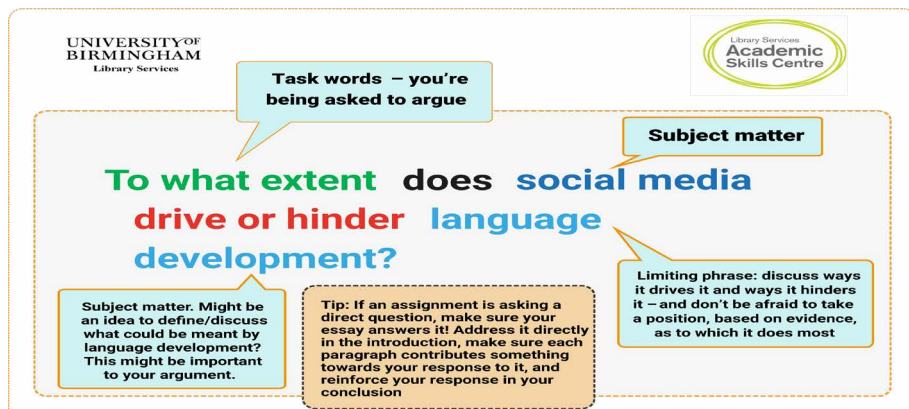 UNIVERSITY OF
BIRMINGHAM
Library Services
Library Services
Academic
Skills Centre
Task words – you're
being asked to argue
Subject matter
To what extent does social media
drive or hinder language
development?
Subject matter. Might be
an idea to define/discuss
what could be meant by
language development?
This might be important
to your argument.
Tip: If an assignment is asking a
direct question, make sure your
essay answers it! Address it directly
in the introduction, make sure each
paragraph contributes something
towards your response to it, and
reinforce your response in your
conclusion
Limiting phrase: discuss ways
it drives it and ways it hinders
it – and don't be afraid to take
a position, based on evidence,
as to which it does most